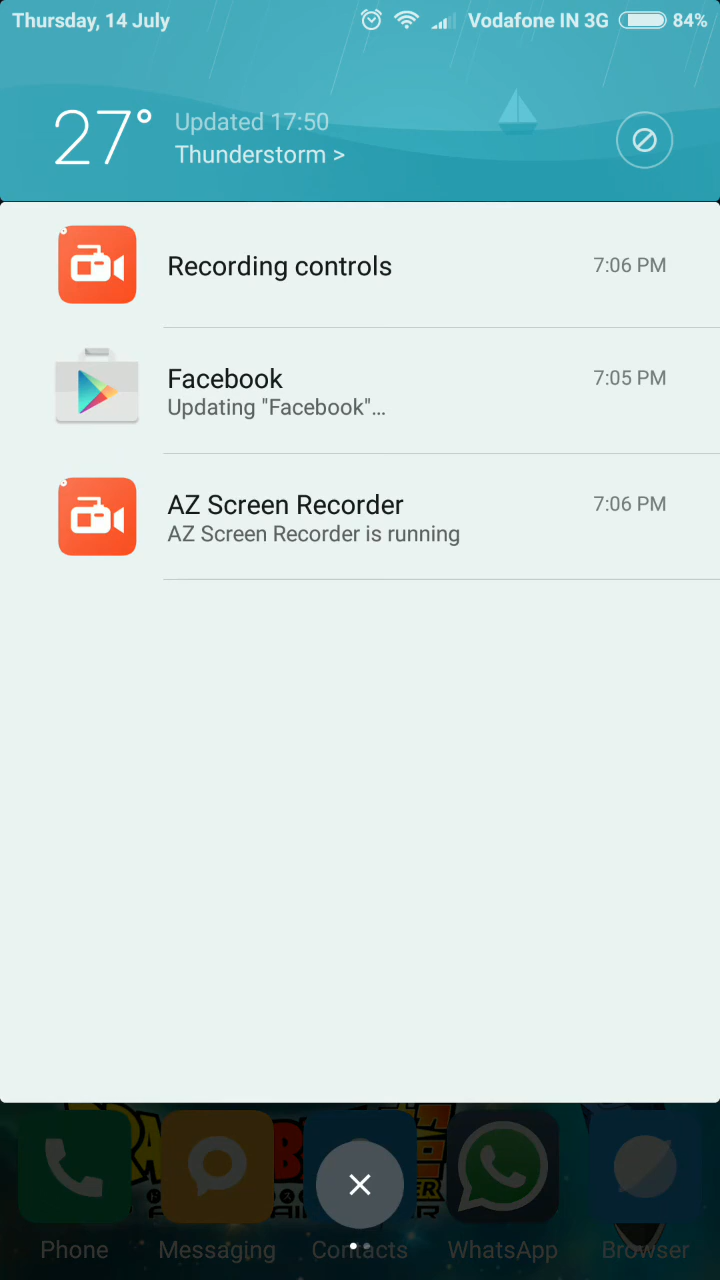 Thursday, 14 July
Vodafone IN 3G
84%
27°
Updated 17:50
Thunderstorm >
Recording controls
7:06 PM
Facebook
7:05 PM
Updating "Facebook"...
AZ Screen Recorder
7:06 PM
AZ Screen Recorder is running
Phone
Messaging
Contacts
WhatsApp
Browser